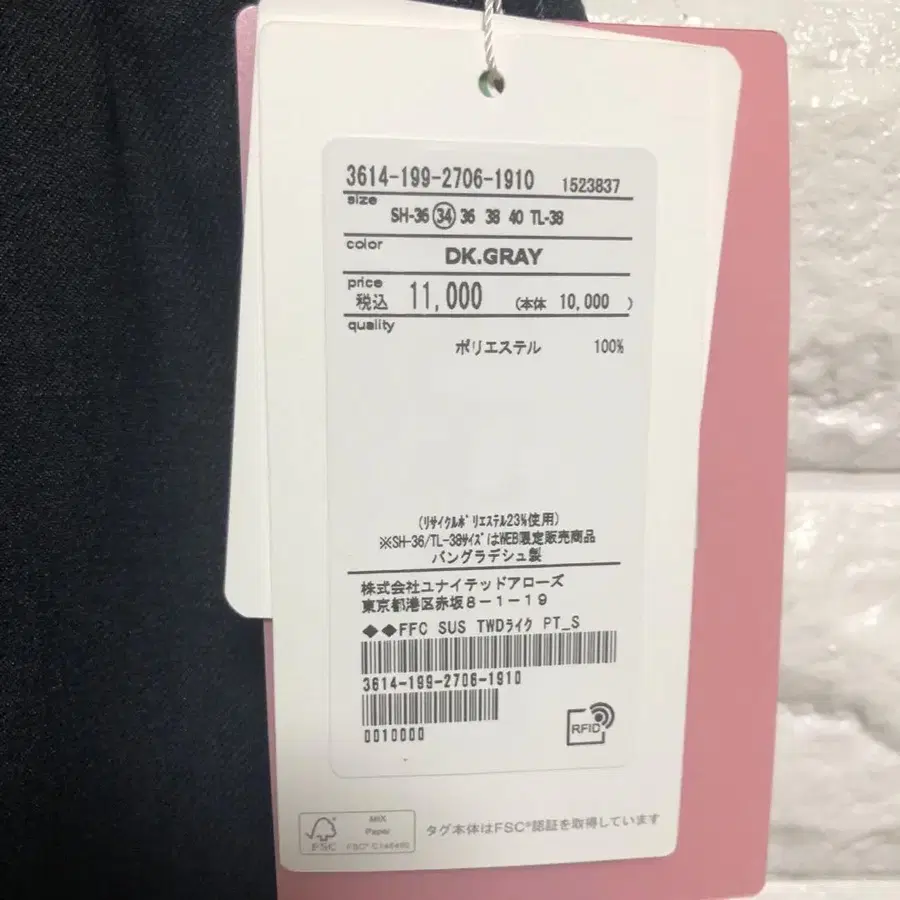 3614-199-2706-1910 1523837
size
SH-36 34 36 38 40 TL-38
color
DK.GRAY
price
税込 11,000 (本体 10,000 )
quality
ポリエステル 100%
(リサイクルポリエステル23%使用)
※SH-36/TL-38サイズはWEB限定販売商品
バングラデシュ製
株式会社ユナイテッドアローズ
東京都港区赤坂8-1-19
◆◆FFC SUS TWDライク PT_S
3614-199-2706-1910
0010000
RFID
MIX
Paper
FSC
タグ本体はFSC®認証を取得しています